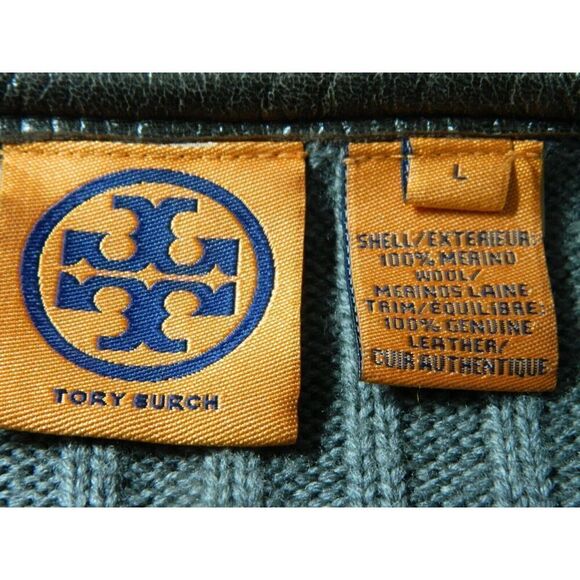 TORY BURCH
L
SHELL/EXTERIEUR:
100% MERINO
WOOL/
MERINOS LAINE
TRIM/EQUILIBRE:
100% GENUINE
LEATHER/
CUIR AUTHENTIQUE